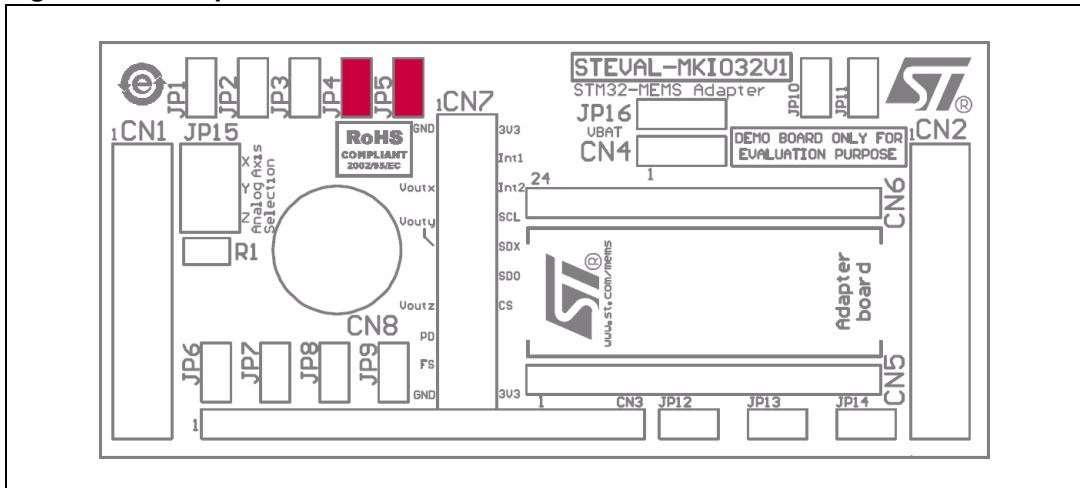 JP1
JP2
JP3
JP4
JP5
1CN7
STEVAL-MKI032V1
STM32-MEMS Adapter
JP10
JP11
ST®
1CN1
JP15
RoHS
COMPLIANT
2002/95/EC
JP16
VBAT
CN4
1
DEMO BOARD ONLY FOR
EVALUATION PURPOSE
1CN2
X
Y
Z
Analog Axis
Selection
R1
GND
Voutx
Vouty
Voutz
PD
FS
GND
3V3
Int1
Int2
SCL
SDX
SDO
CS
3V3
24
CN6
ST®
www.st.com/mems
Adapter
board
CN8
JP6
JP7
JP8
JP9
1
CN5
1
CN3
JP12
JP13
JP14